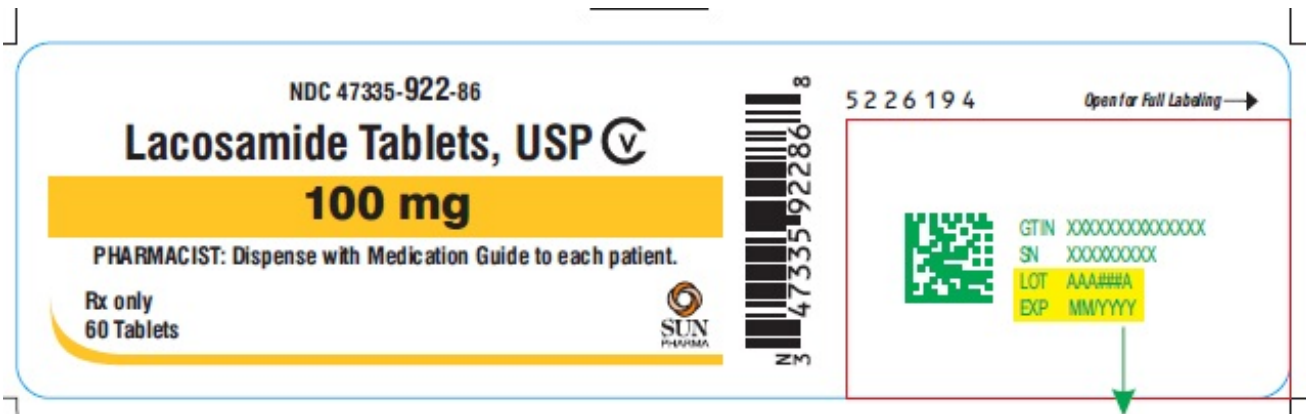 NDC 47335-922-86
Lacosamide Tablets, USP CV
100 mg
PHARMACIST: Dispense with Medication Guide to each patient.
Rx only
60 Tablets
SUN
PHARMA
N
3 47335 92286 8
5226194
Open for Full Labeling
GTIN XXXXXXXXXXXXXX
SN XXXXXXXXX
LOT AAA###A
EXP MM/YYYY